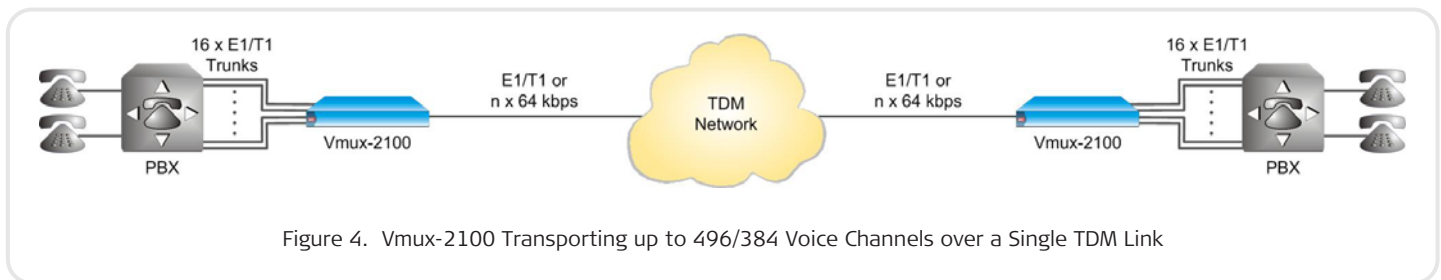 16 x E1/T1
Trunks
PBX
Vmux-2100
E1/T1 or
n x 64 kbps
TDM
Network
E1/T1 or
n x 64 kbps
Vmux-2100
16 x E1/T1
Trunks
PBX
Figure 4. Vmux-2100 Transporting up to 496/384 Voice Channels over a Single TDM Link